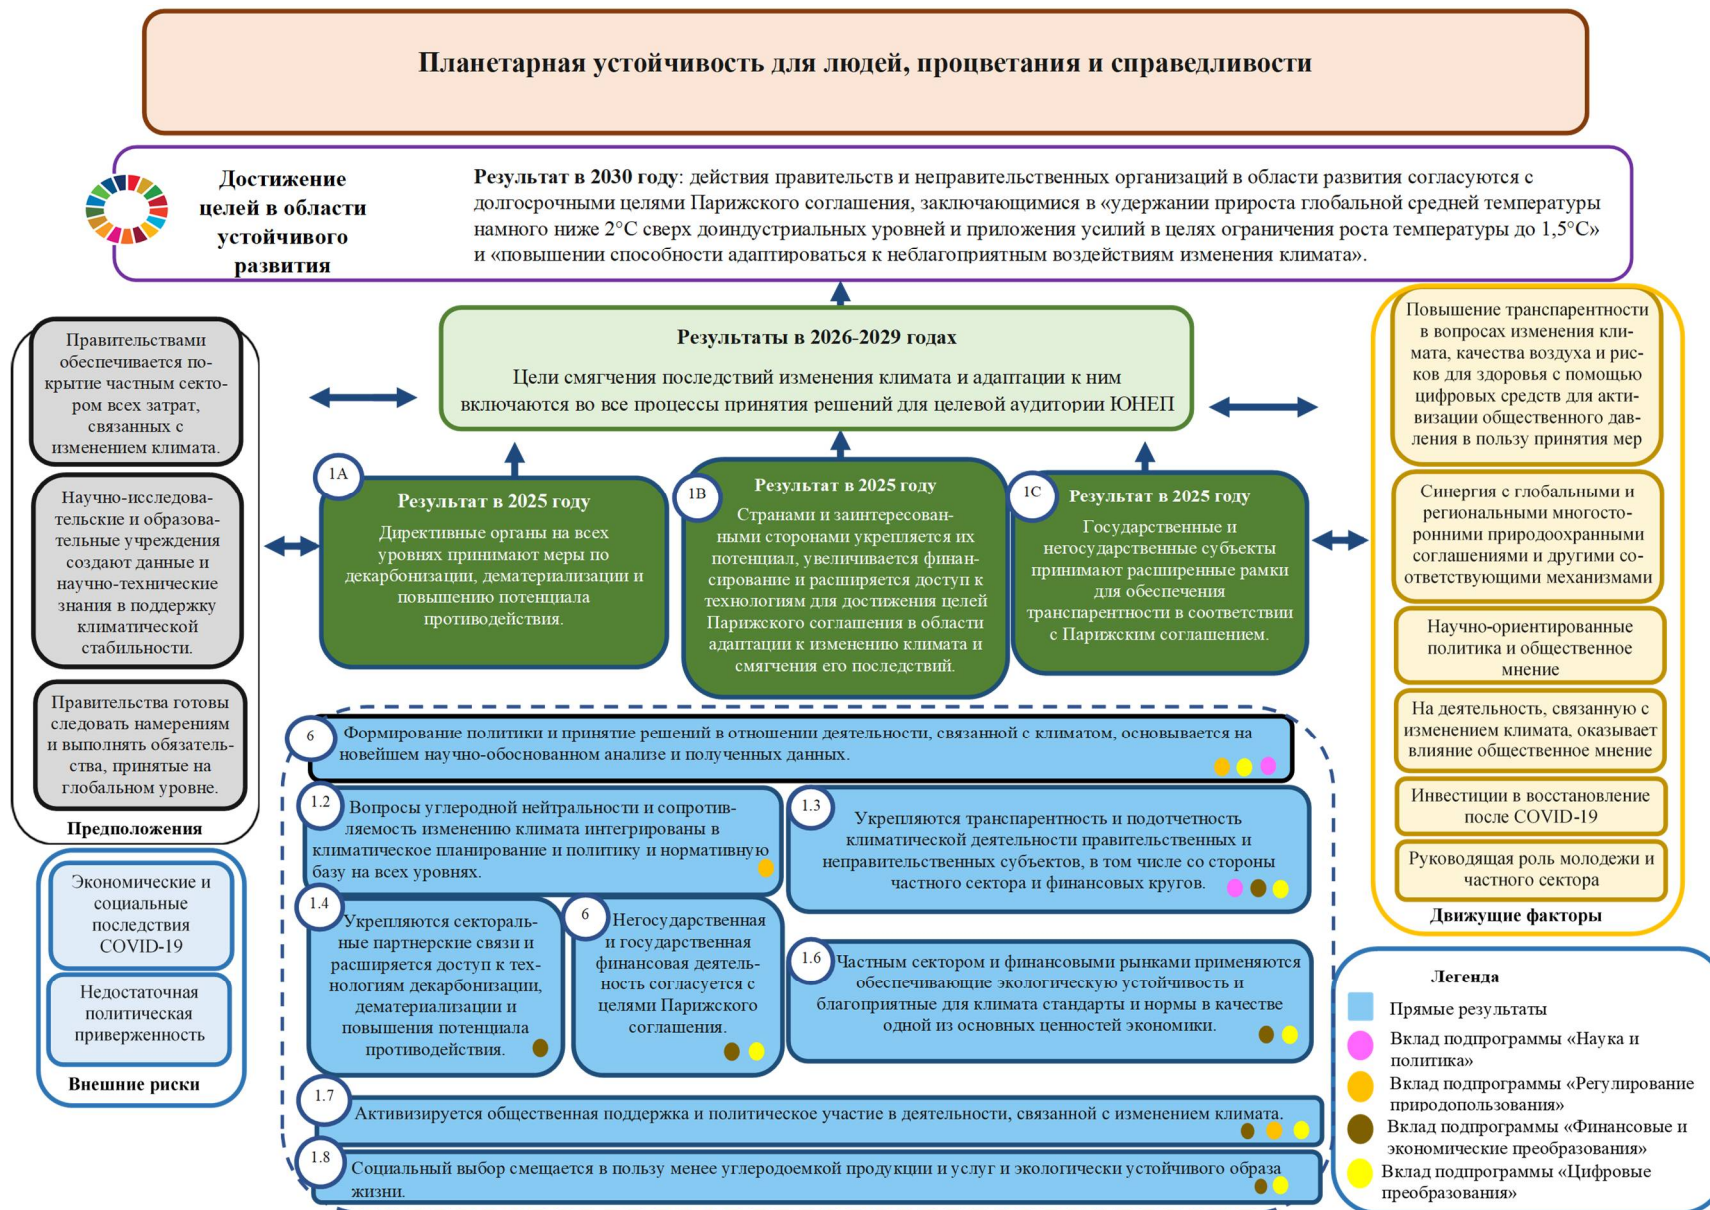 Планетарная устойчивость для людей, процветания и справедливости
Достижение
целей в области
устойчивого
развития
Результат в 2030 году: действия правительств и неправительственных организаций в области развития согласуются с
долгосрочными целями Парижского соглашения, заключающимися в «удержании прироста глобальной средней температуры
намного ниже 2°C сверх доиндустриальных уровней и приложения усилий в целях ограничения роста температуры до 1,5°C»
и «повышении способности адаптироваться к неблагоприятным воздействиям изменения климата».
Правительствами
обеспечивается по-
крытие частным секто-
ром всех затрат,
связанных с
изменением климата.
Научно-исследова-
тельские и образова-
тельные учреждения
создают данные и
научно-технические
знания в поддержку
климатической
стабильности.
Правительства готовы
следовать намерениям
и выполнять обязатель-
ства, принятые на
глобальном уровне.
Предположения
Экономические и
социальные
последствия
COVID-19
Недостаточная
политическая
приверженность
Внешние риски
Результаты в 2026-2029 годах
Цели смягчения последствий изменения климата и адаптации к ним
включаются во все процессы принятия решений для целевой аудитории ЮНЕП
1A
Результат в 2025 году
Директивные органы на всех
уровнях принимают меры по
декарбонизации, дематериализации и
повышению потенциала
противодействия.
1B
Результат в 2025 году
Странами и заинтересован-
ными сторонами укрепляется их
потенциал, увеличивается финан-
сирование и расширяется доступ к
технологиям для достижения целей
Парижского соглашения в области
адаптации к изменению климата и
смягчения его последствий.
1C
Результат в 2025 году
Государственные и
негосударственные субъекты
принимают расширенные рамки
для обеспечения
транспарентности в соответствии
с Парижским соглашением.
6
Формирование политики и принятие решений в отношении деятельности, связанной с климатом, основывается на
новейшем научно-обоснованном анализе и полученных данных.
1.2
Вопросы углеродной нейтральности и сопротив-
ляемость изменению климата интегрированы в
климатическое планирование и политику и нормативную
базу на всех уровнях.
1.3
Укрепляются транспарентность и подотчетность
климатической деятельности правительственных и
неправительственных субъектов, в том числе со стороны
частного сектора и финансовых кругов.
1.4
Укрепляются сектораль-
ные партнерские связи и
расширяется доступ к тех-
нологиям декарбонизации,
дематериализации и
повышения потенциала
противодействия.
6
Негосударственная
и государственная
финансовая деятель-
ность согласуется с
целями Парижского
соглашения.
1.6
Частным сектором и финансовыми рынками применяются
обеспечивающие экологическую устойчивость и
благоприятные для климата стандарты и нормы в качестве
одной из основных ценностей экономики.
1.7
Активизируется общественная поддержка и политическое участие в деятельности, связанной с изменением климата.
1.8
Социальный выбор смещается в пользу менее углеродоемкой продукции и услуг и экологически устойчивого образа
жизни.
Повышение транспарентности
в вопросах изменения кли-
мата, качества воздуха и рис-
ков для здоровья с помощью
цифровых средств для акти-
визации общественного дав-
ления в пользу принятия мер
Синергия с глобальными и
региональными многосто-
ронними природоохранными
соглашениями и другими со-
ответствующими механизмами
Научно-ориентированные
политика и общественное
мнение
На деятельность, связанную с
изменением климата, оказывает
влияние общественное мнение
Инвестиции в восстановление
после COVID-19
Руководящая роль молодежи и
частного сектора
Движущие факторы
Легенда
Прямые результаты
Вклад подпрограммы «Наука и
политика»
Вклад подпрограммы «Регулирование
природопользования»
Вклад подпрограммы «Финансовые и
экономические преобразования»
Вклад подпрограммы «Цифровые
преобразования»